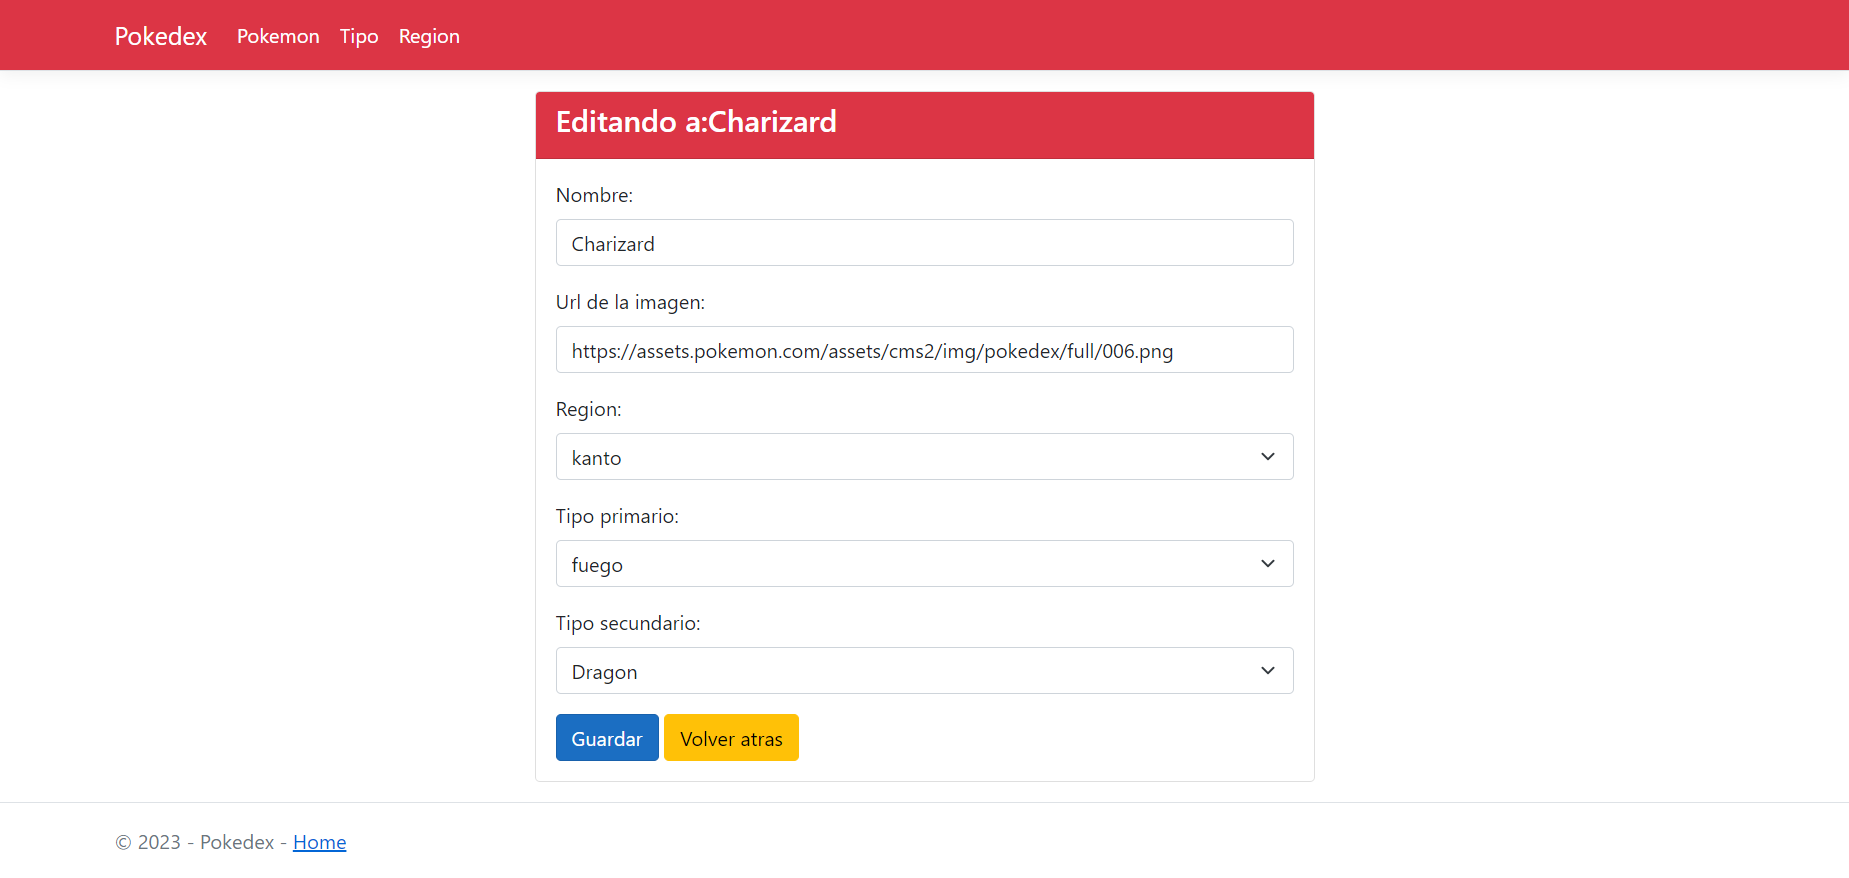 Pokedex Pokemon Tipo Region
Editando a:Charizard
Nombre:
Charizard
Url de la imagen:
https://assets.pokemon.com/assets/cms2/img/pokedex/full/006.png
Region:
kanto
Tipo primario:
fuego
Tipo secundario:
Dragon
Guardar Volver atras
© 2023 - Pokedex - Home